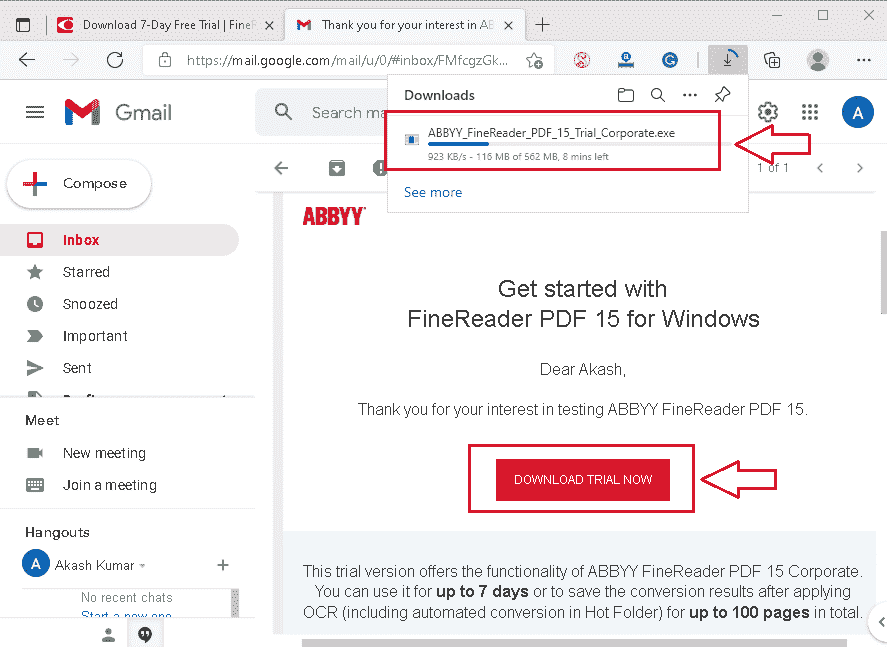 Download 7-Day Free Trial | FineR
Thank you for your interest in AB
https://mail.google.com/mail/u/0/#inbox/FMfcgzGk...
Downloads
Gmail
Search ma
A
ABBYY_FineReader_PDF_15_Trial_Corporate.exe
923 KB/s - 116 MB of 562 MB, 8 mins left
See more
1 of 1
Compose
Inbox
Starred
Snoozed
Important
Sent
Meet
New meeting
Join a meeting
Hangouts
A
Akash Kumar
No recent chats
Start a new one
ABBYY
Get started with
FineReader PDF 15 for Windows
Dear Akash,
Thank you for your interest in testing ABBYY FineReader PDF 15.
DOWNLOAD TRIAL NOW
This trial version offers the functionality of ABBYY FineReader PDF 15 Corporate.
You can use it for up to 7 days or to save the conversion results after applying
OCR (including automated conversion in Hot Folder) for up to 100 pages in total.